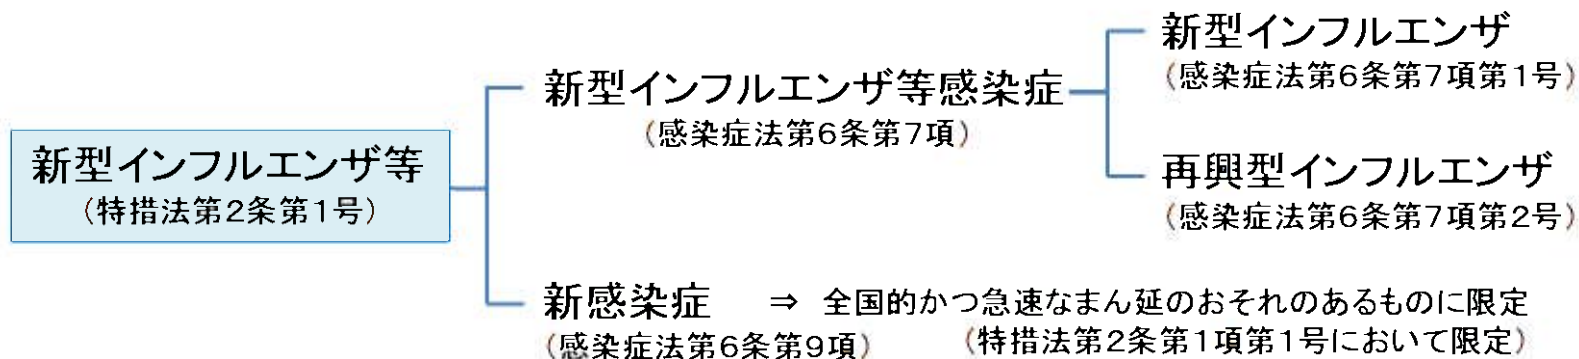 新型インフルエンザ等
(特措法第2条第1号)
新型インフルエンザ等感染症
(感染症法第6条第7項)
新型インフルエンザ
(感染症法第6条第7項第1号)
再興型インフルエンザ
(感染症法第6条第7項第2号)
新感染症 ⇒ 全国的かつ急速なまん延のおそれのあるものに限定
(感染症法第6条第9項) (特措法第2条第1項第1号において限定)